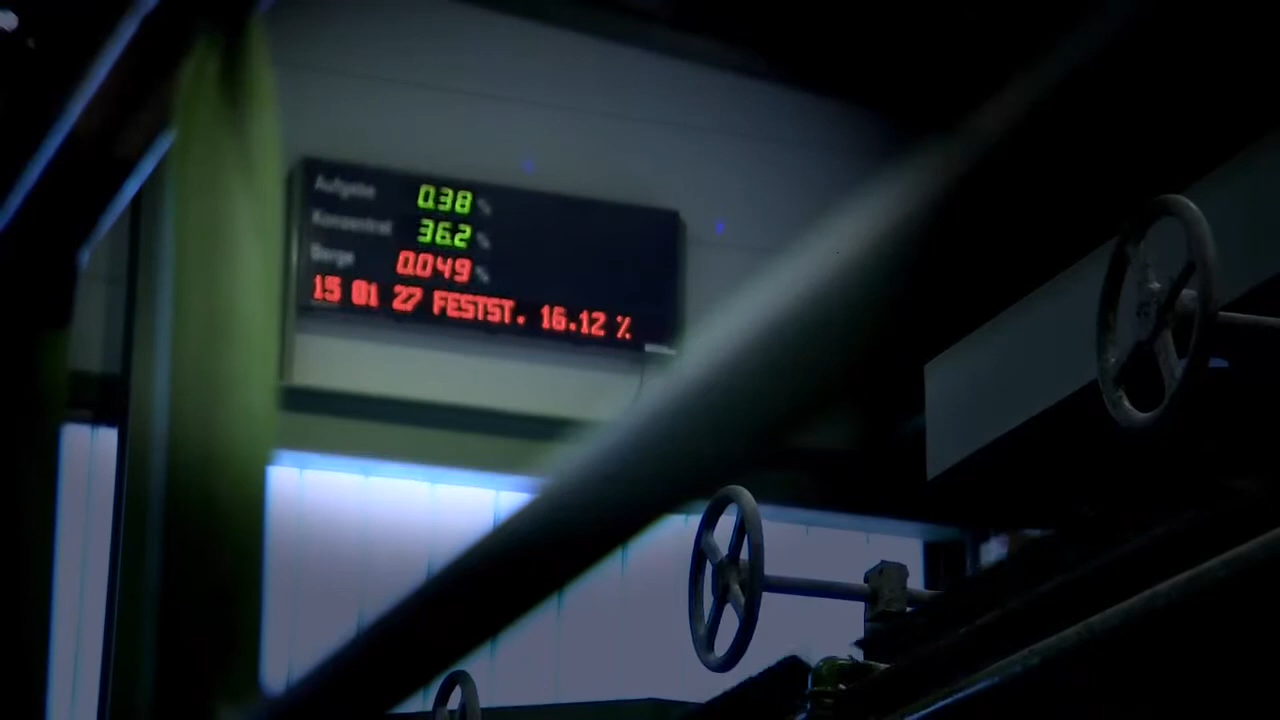 Aufgabe 0.38 %
Konzentrat 36.2 %
Berge 0.049 %
15 01 27 FESTST. 16.12 %